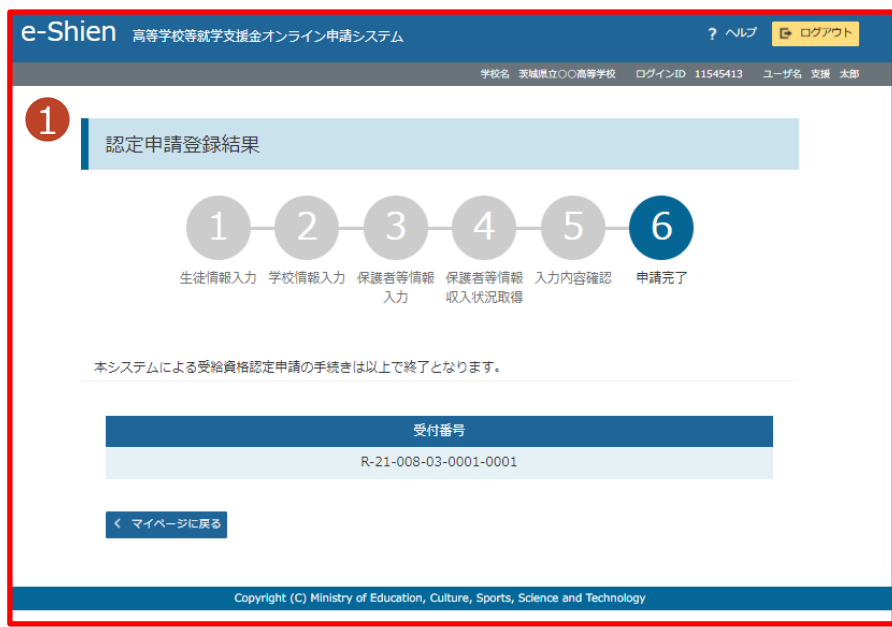 e-Shien 高等学校等就学支援金オンライン申請システム ? ヘルプ ログアウト
学校名 茨城県立〇〇高等学校 ログインID 11545413 ユーザ名 支援 太郎
1
認定申請登録結果
1 2 3 4 5 6
生徒情報入力 学校情報入力 保護者等情報 保護者等情報 入力内容確認 申請完了
入力 収入状況取得
本システムによる受給資格認定申請の手続きは以上で終了となります。
受付番号
R-21-008-03-0001-0001
マイページに戻る
Copyright (C) Ministry of Education, Culture, Sports, Science and Technology